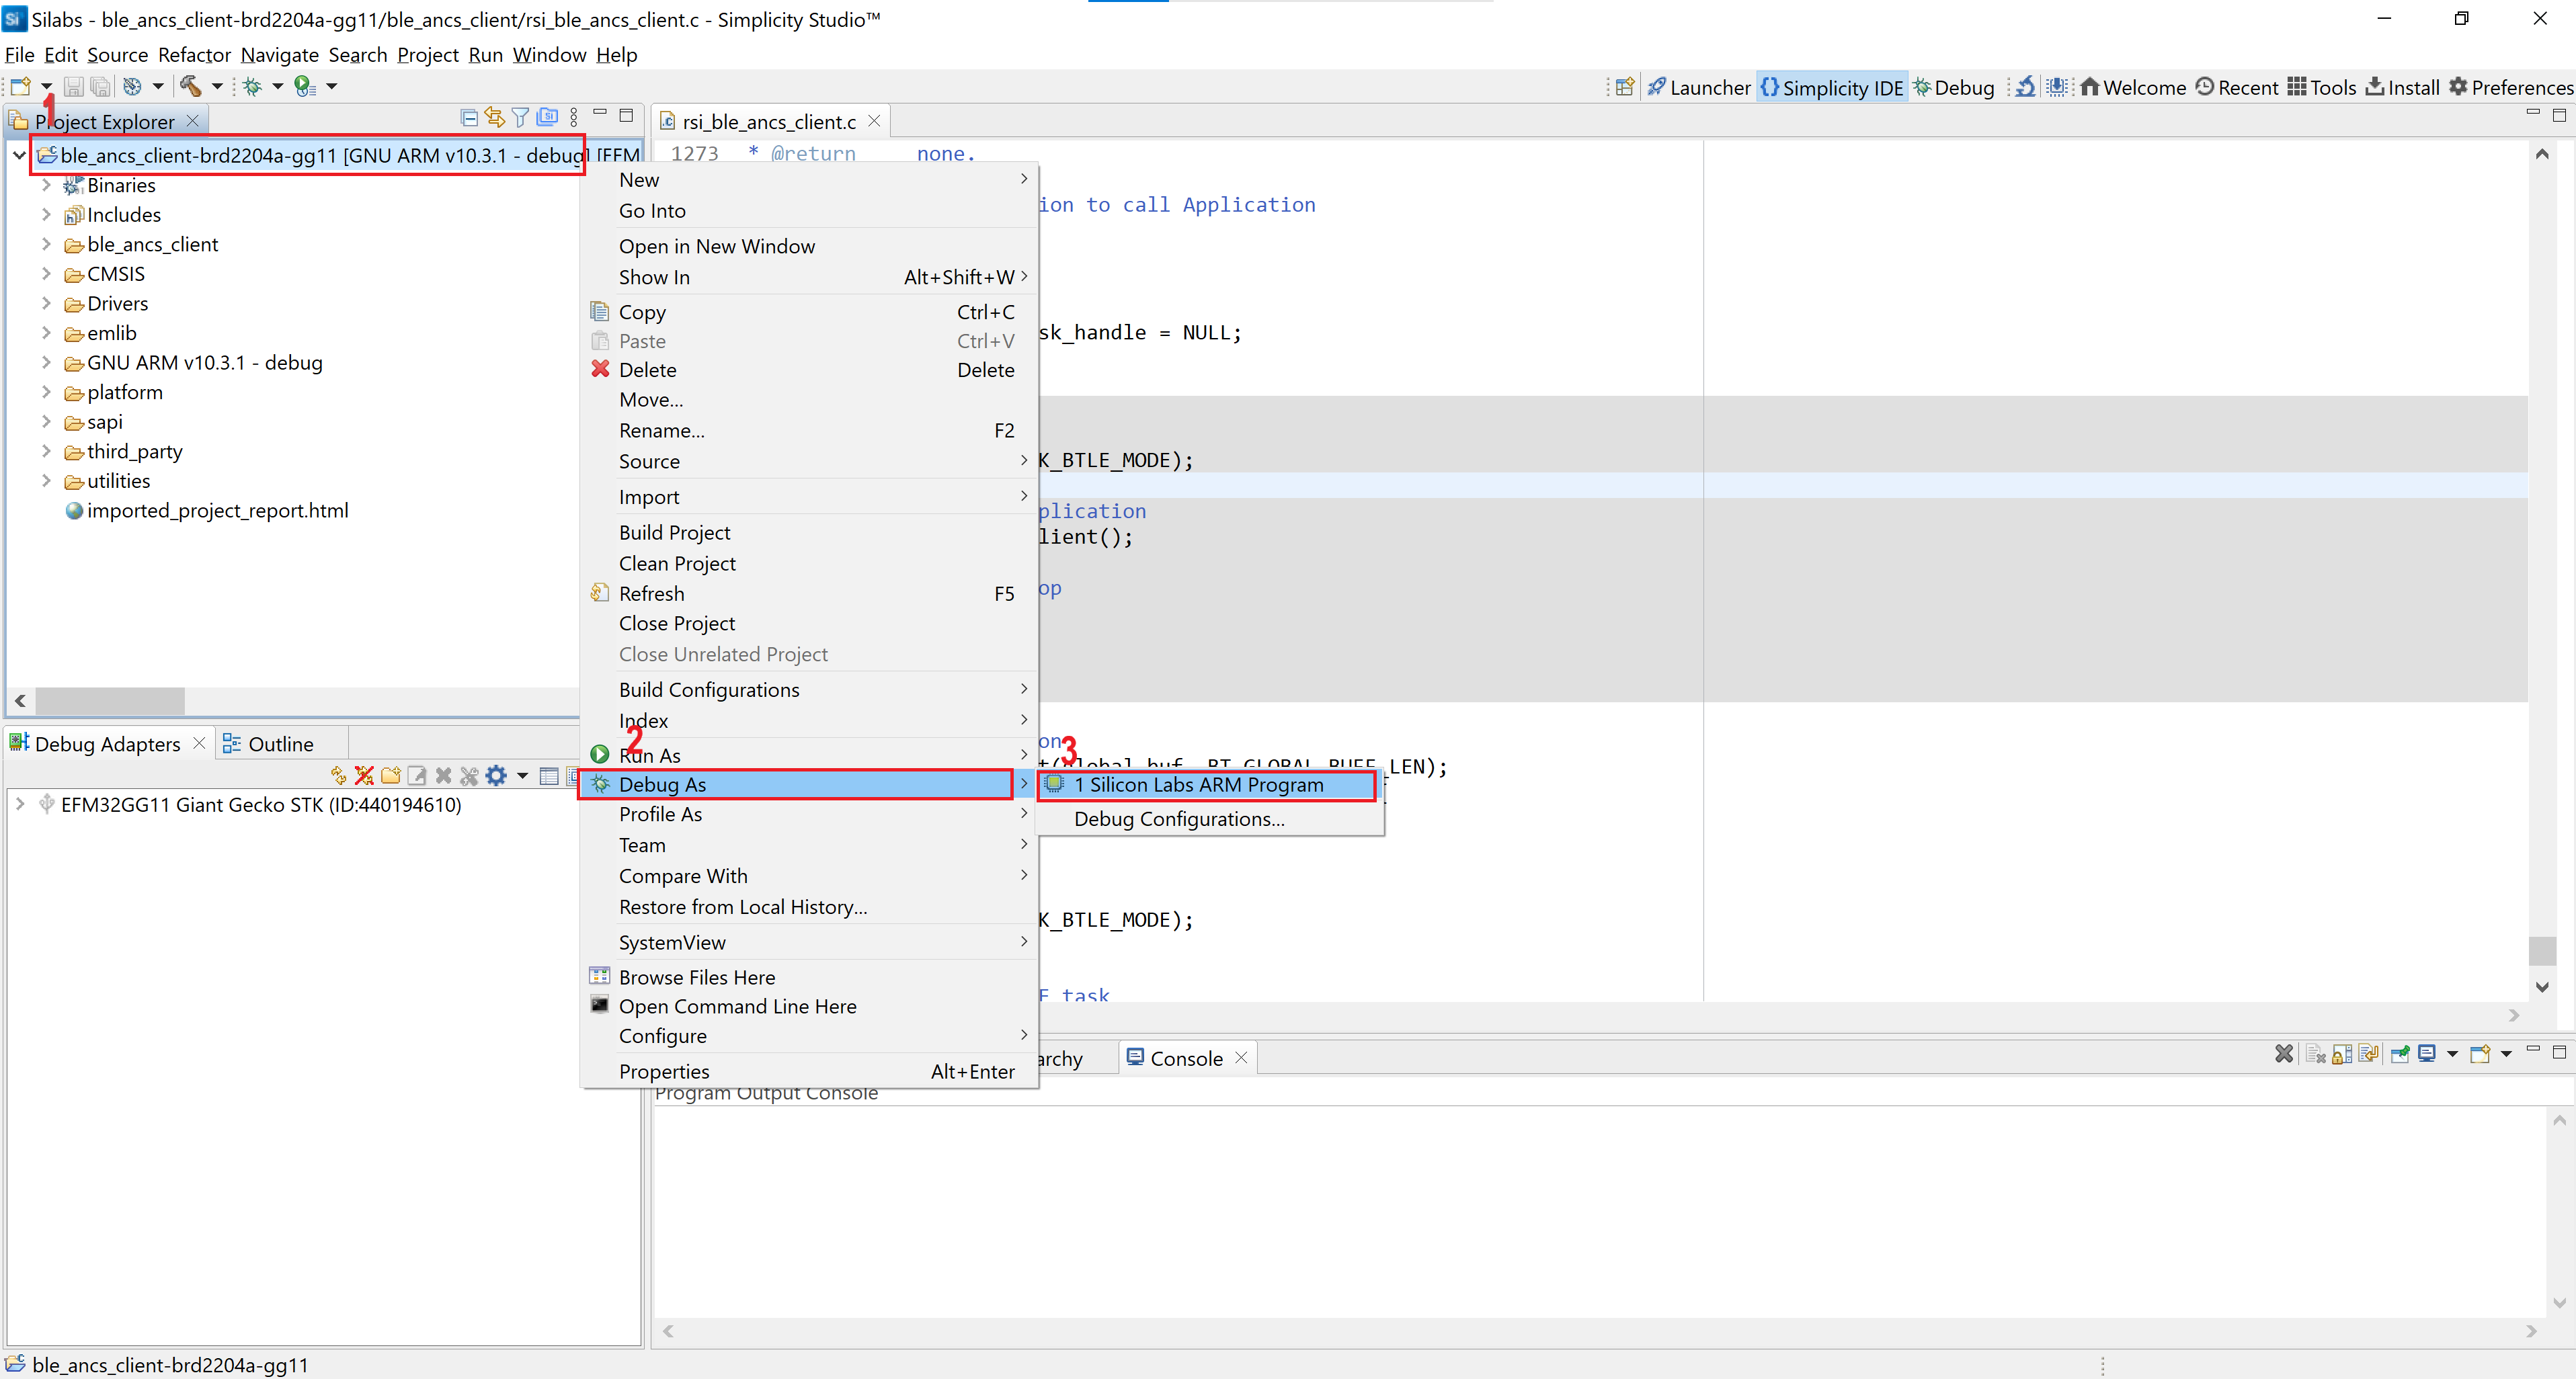 Silabs - ble_ancs_client-brd2204a-gg11/ble_ancs_client/rsi_ble_ancs_client.c - Simplicity Studio™
File Edit Source Refactor Navigate Search Project Run Window Help
Launcher {} Simplicity IDE Debug Welcome Recent Tools Install Preferences
1
Project Explorer
ble_ancs_client-brd2204a-gg11 [GNU ARM v10.3.1 - debug] [EFM
Binaries
Includes
ble_ancs_client
CMSIS
Drivers
emlib
GNU ARM v10.3.1 - debug
platform
sapi
third_party
utilities
imported_project_report.html
rsi_ble_ancs_client.c
1273 * @return none.
ion to call Application
sk_handle = NULL;
K_BTLE_MODE);
plication
lient();
op
on
t(global_buf, BT_GLOBAL_BUFF_LEN);
K_BTLE_MODE);
E task
New
Go Into
Open in New Window
Show In Alt+Shift+W
Copy Ctrl+C
Paste Ctrl+V
Delete Delete
Move...
Rename... F2
Source
Import
Build Project
Clean Project
Refresh F5
Close Project
Close Unrelated Project
Build Configurations
Index
2
Run As
Debug As
Profile As
Team
Compare With
Restore from Local History...
SystemView
Browse Files Here
Open Command Line Here
Configure
Properties Alt+Enter
3
1 Silicon Labs ARM Program
Debug Configurations...
Debug Adapters Outline
EFM32GG11 Giant Gecko STK (ID:440194610)
archy Console
Program Output Console
ble_ancs_client-brd2204a-gg11